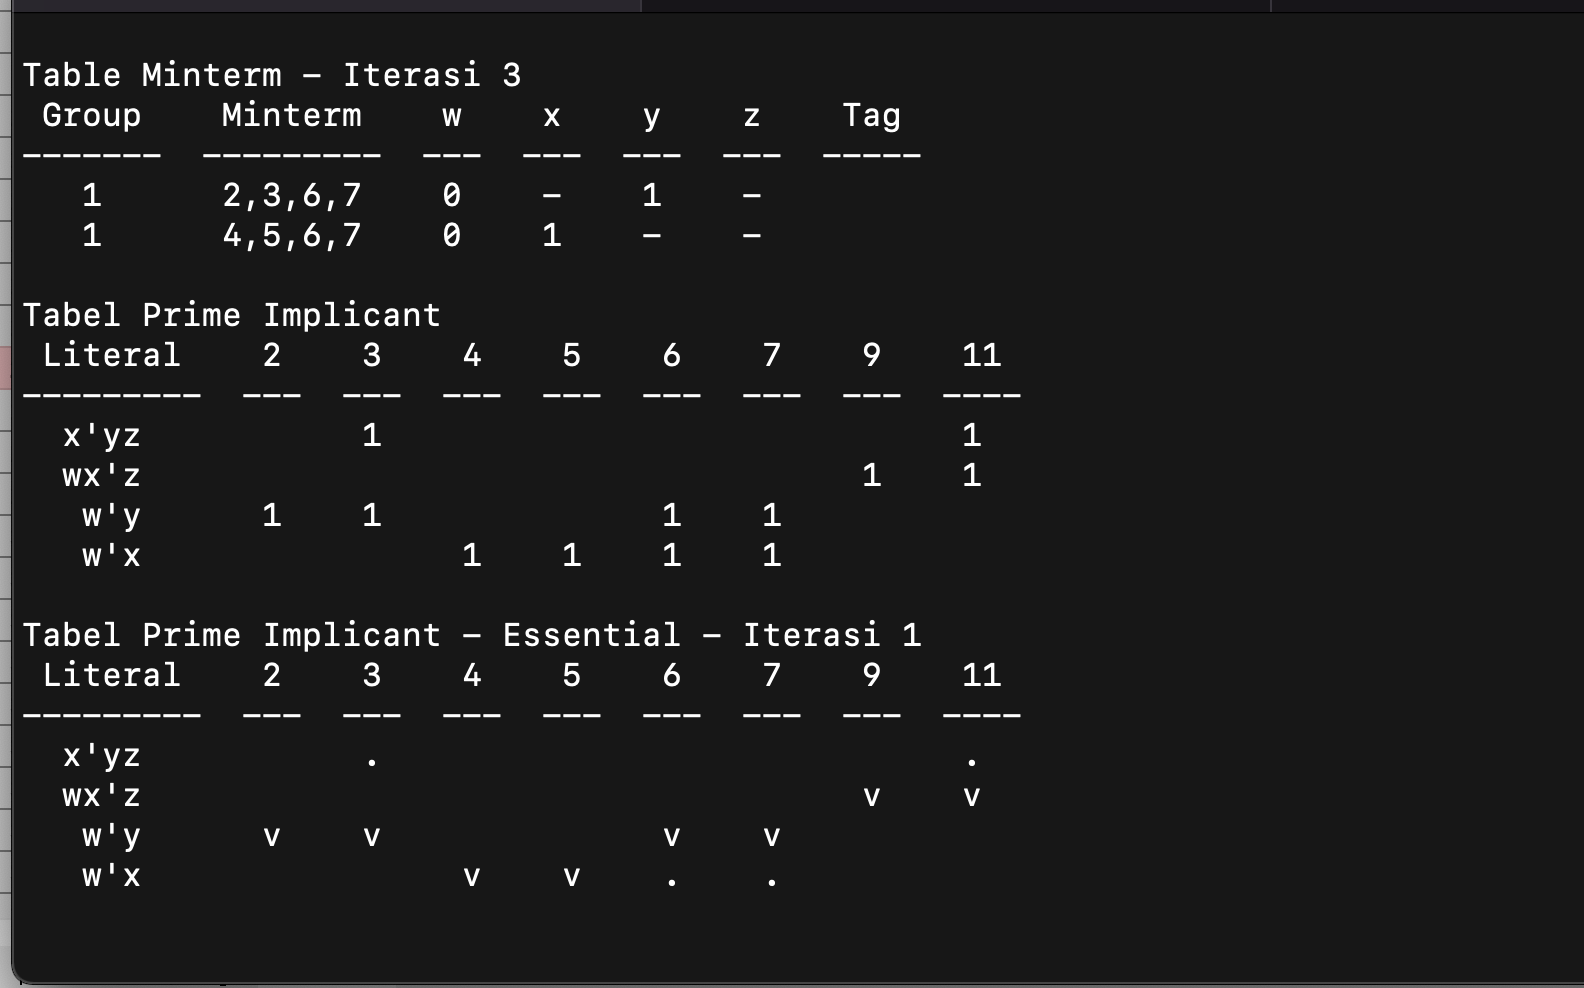 Table Minterm - Iterasi 3
Group Minterm w x y z Tag
------- --------- --- --- --- --- -----
1 2,3,6,7 0 - 1 -
1 4,5,6,7 0 1 - -
Tabel Prime Implicant
Literal 2 3 4 5 6 7 9 11
--------- --- --- --- --- --- --- --- ----
x'yz 1 1
wx'z 1 1
w'y 1 1 1 1
w'x 1 1 1 1
Tabel Prime Implicant - Essential - Iterasi 1
Literal 2 3 4 5 6 7 9 11
--------- --- --- --- --- --- --- --- ----
x'yz . .
wx'z v v
w'y v v v v
w'x v v . .